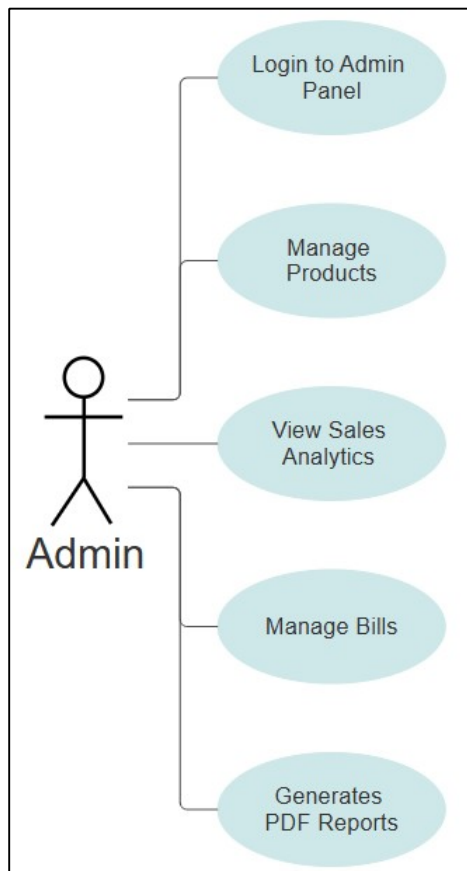 Login to Admin
Panel
Manage
Products
View Sales
Analytics
Admin
Manage Bills
Generates
PDF Reports